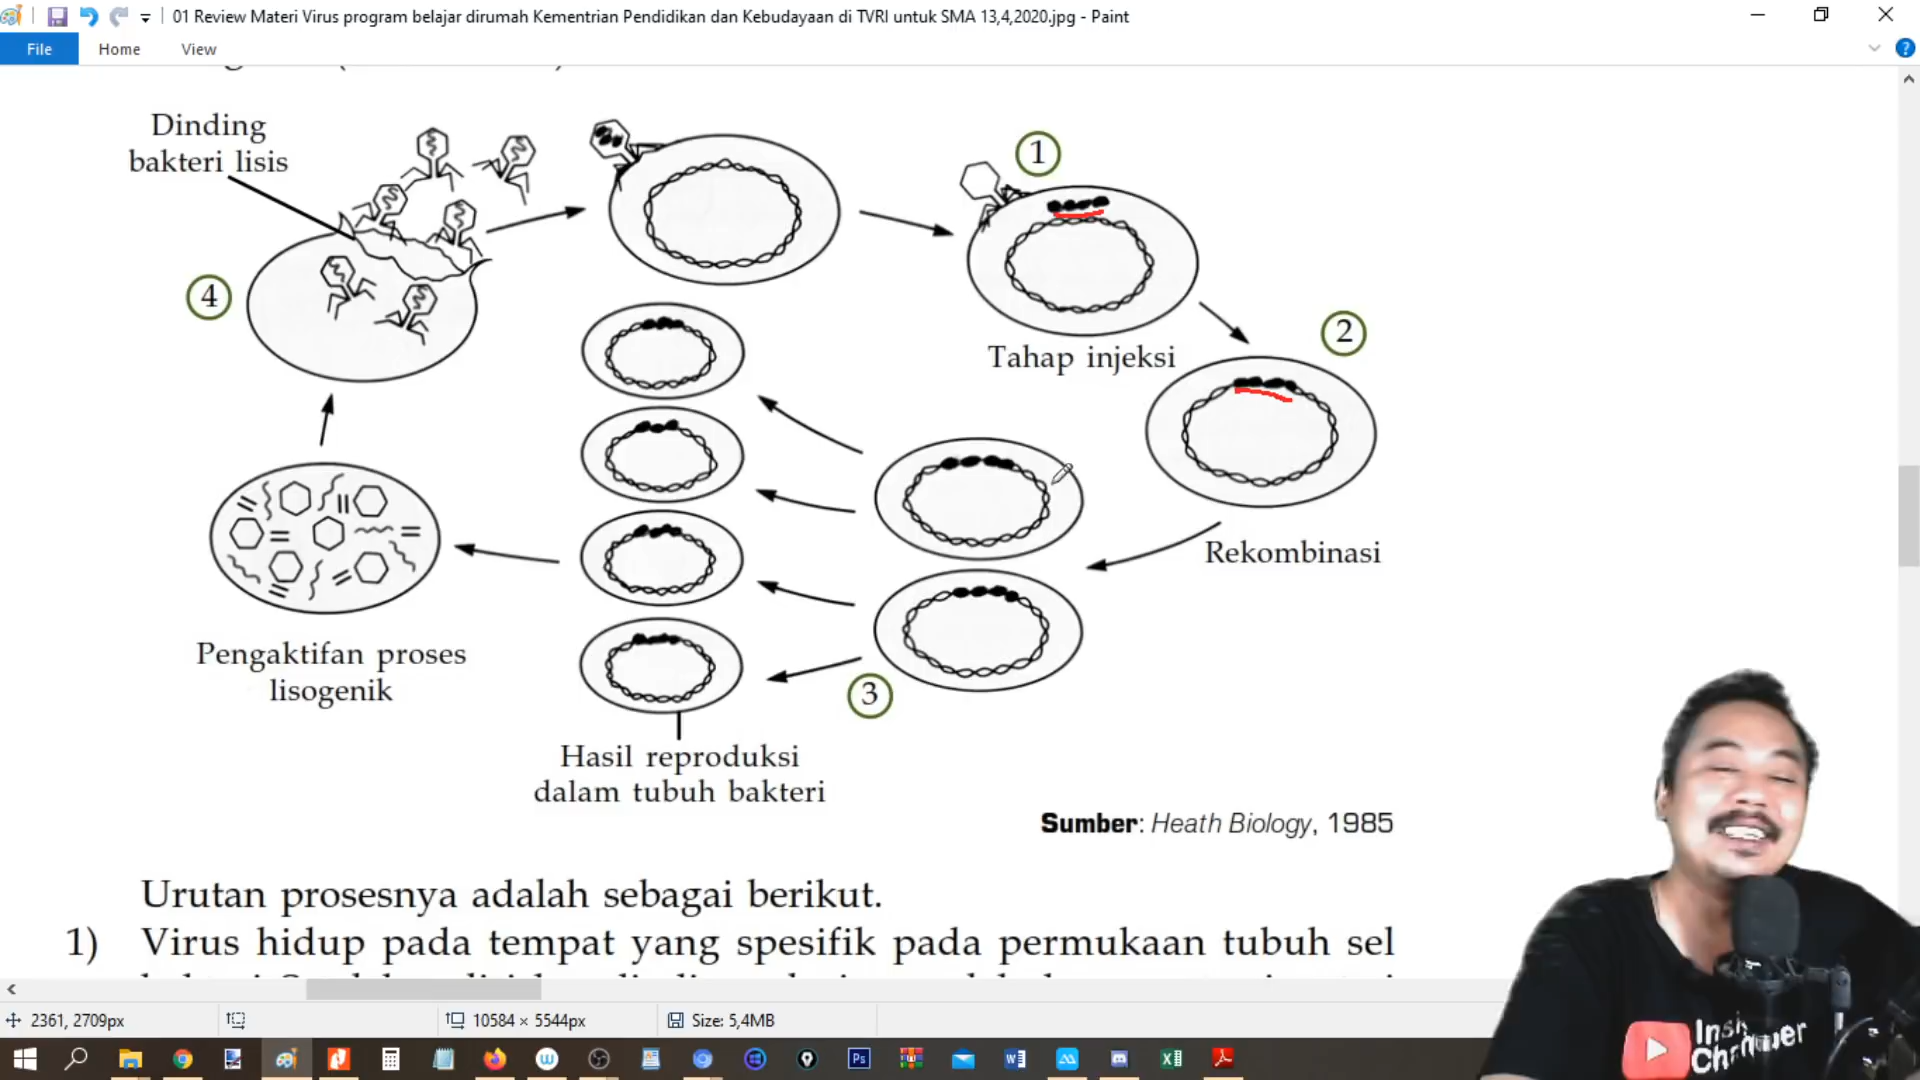 01 Review Materi Virus program belajar dirumah Kementrian Pendidikan dan Kebudayaan di TVRI untuk SMA 13,4,2020.jpg - Paint
File Home View
Dinding
bakteri lisis
1
4
2
Tahap injeksi
Rekombinasi
Pengaktifan proses
lisogenik
3
Hasil reproduksi
dalam tubuh bakteri
Sumber: Heath Biology, 1985
Urutan prosesnya adalah sebagai berikut.
1) Virus hidup pada tempat yang spesifik pada permukaan tubuh sel
2361, 2709px
10584 × 5544px
Size: 5,4MB
Ps